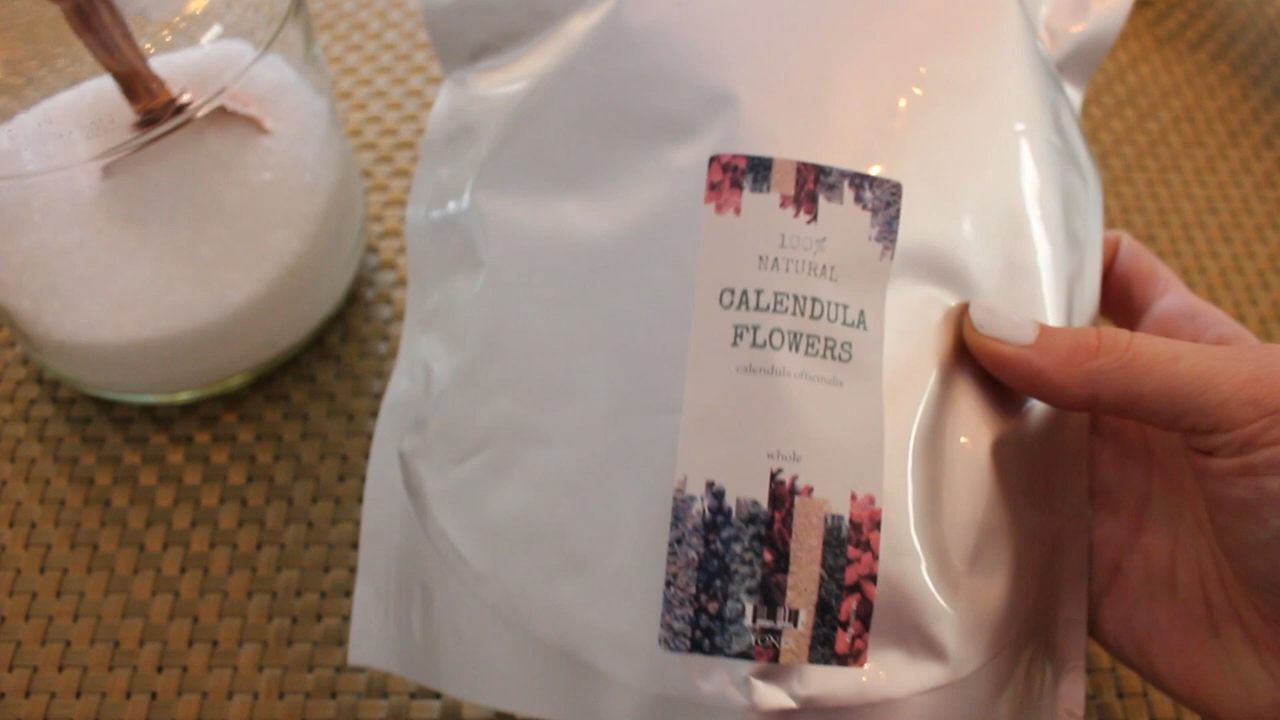 100%
NATURAL
CALENDULA
FLOWERS
calendula officinalis
whole